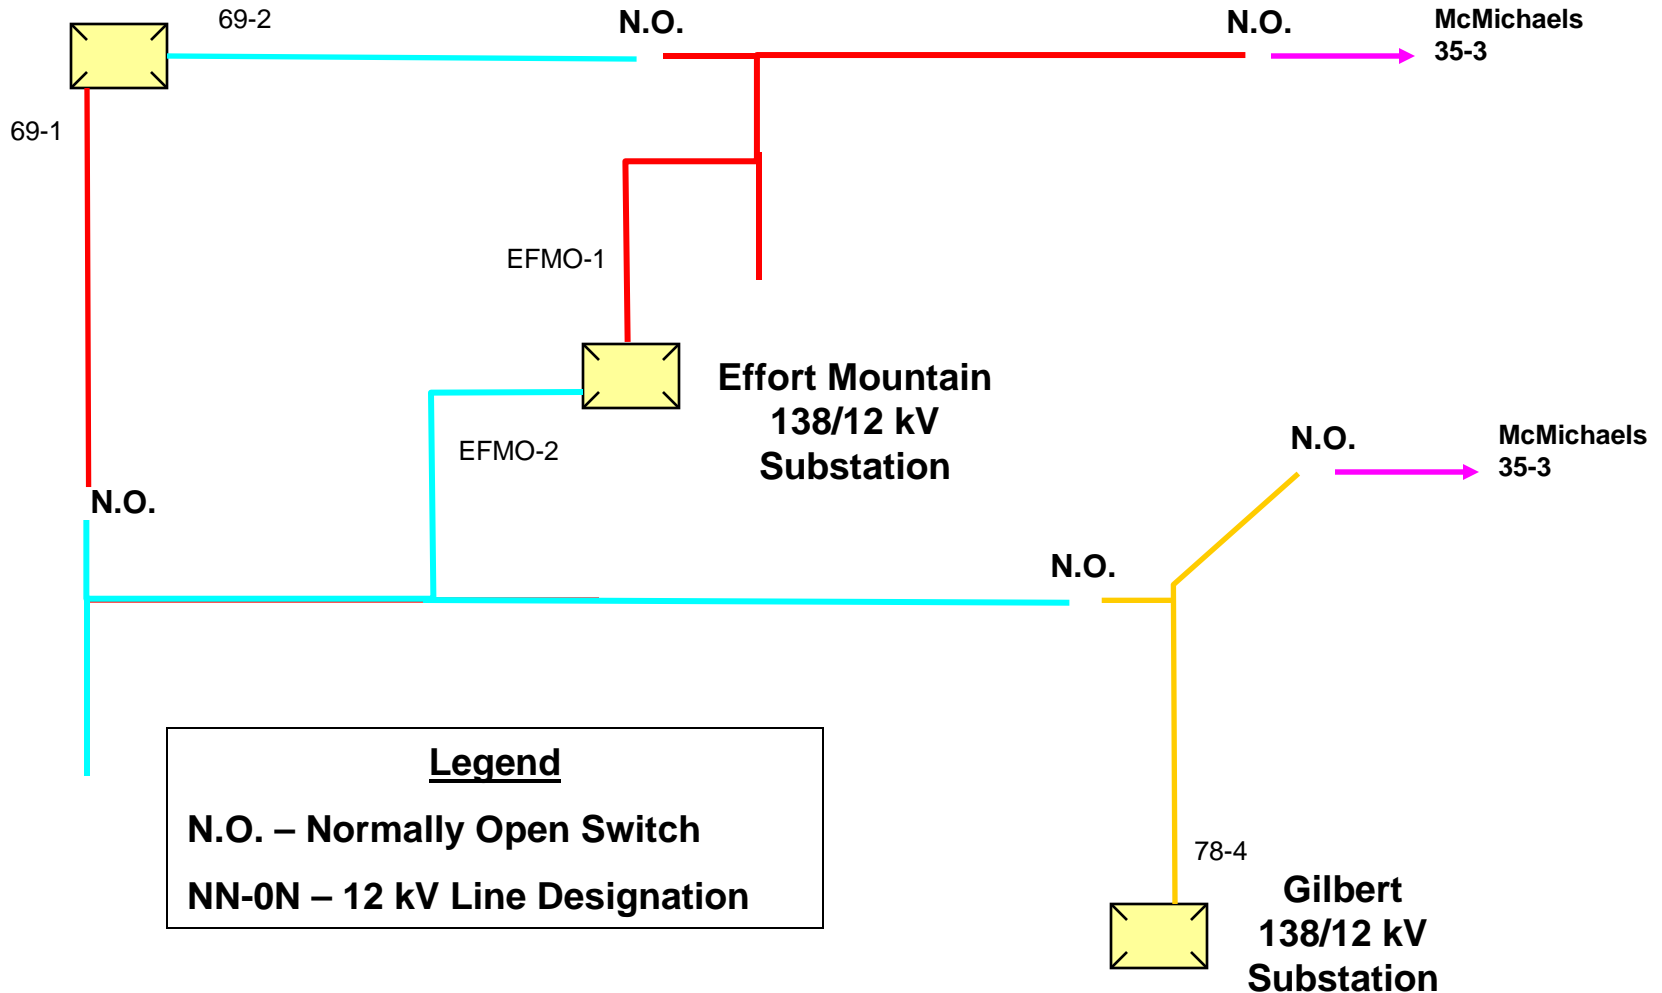 69-2
N.O.
N.O.
McMichaels
35-3
69-1
EFMO-1
Effort Mountain
138/12 kV
Substation
EFMO-2
N.O.
McMichaels
35-3
N.O.
N.O.
Legend
N.O. – Normally Open Switch
NN-0N – 12 kV Line Designation
78-4
Gilbert
138/12 kV
Substation